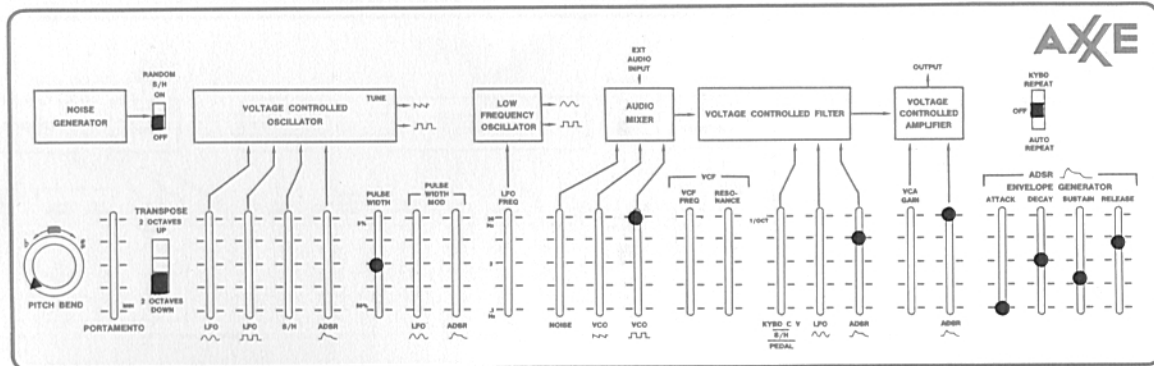 AXXE
EXT
AUDIO
INPUT
OUTPUT
RANDOM
S/H
ON
OFF
NOISE
GENERATOR
VOLTAGE CONTROLLED
OSCILLATOR
TUNE
LOW
FREQUENCY
OSCILLATOR
AUDIO
MIXER
VOLTAGE CONTROLLED FILTER
VOLTAGE
CONTROLLED
AMPLIFIER
KYBD
REPEAT
OFF
AUTO
REPEAT
PULSE
WIDTH
PULSE
WIDTH
MOD
LFO
FREQ
VCF
VCF
FREQ
RESO-
NANCE
VCA
GAIN
ADSR
ENVELOPE GENERATOR
ATTACK
DECAY
SUSTAIN
RELEASE
TRANSPOSE
2 OCTAVES
UP
2 OCTAVES
DOWN
PITCH BEND
MIN
PORTAMENTO
LFO
LFO
S/H
ADSR
50%
LFO
ADSR
NOISE
VCO
VCO
KYBD C V
S/H
PEDAL
LFO
ADSR
ADSR